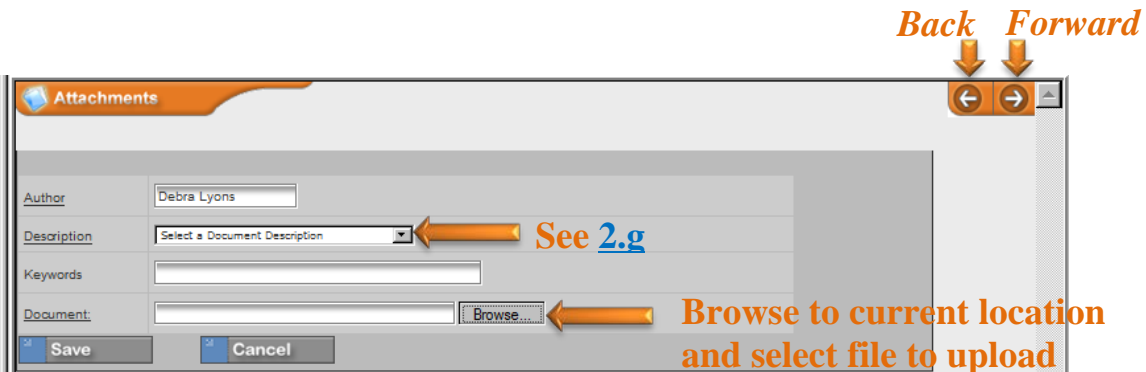 Back Forward
Attachments
Author Debra Lyons
Description Select a Document Description See 2.g
Keywords
Document: Browse... Browse to current location
Save Cancel and select file to upload